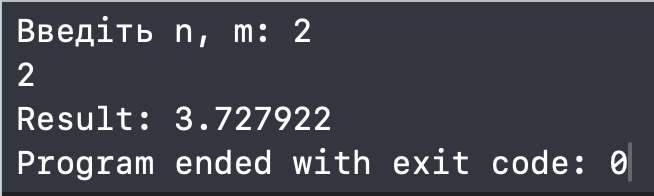 Введіть n, m: 2
2
Result: 3.727922
Program ended with exit code: 0